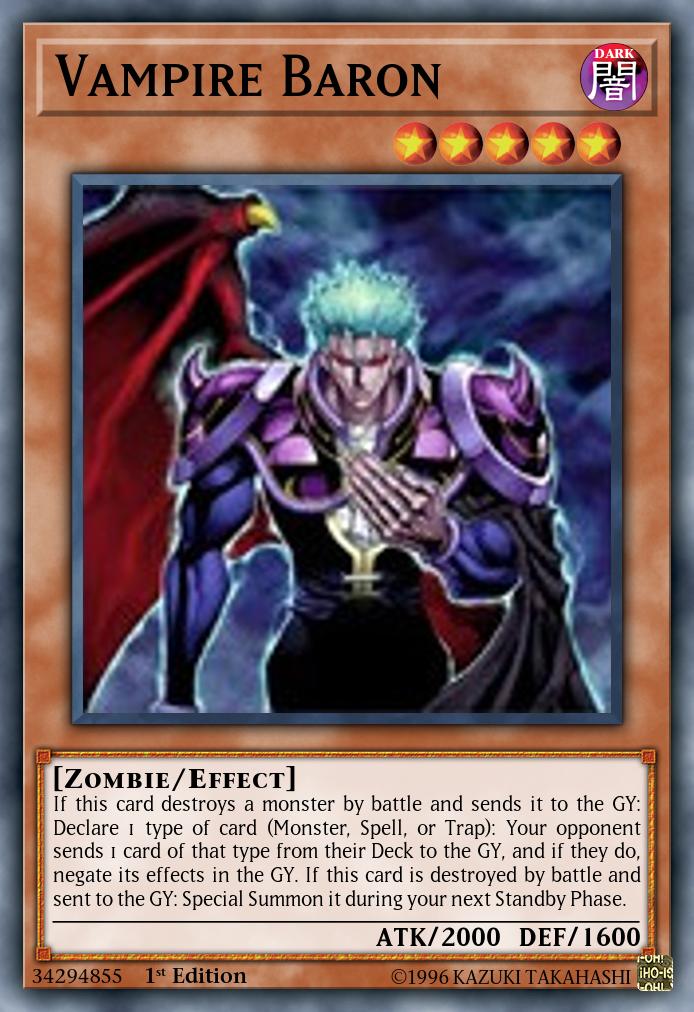 Vampire Baron
DARK
闇
[Zombie/Effect]
If this card destroys a monster by battle and sends it to the GY:
Declare 1 type of card (Monster, Spell, or Trap): Your opponent
sends 1 card of that type from their Deck to the GY, and if they do,
negate its effects in the GY. If this card is destroyed by battle and
sent to the GY: Special Summon it during your next Standby Phase.
ATK/2000 DEF/1600
34294855 1st Edition ©1996 KAZUKI TAKAHASHI